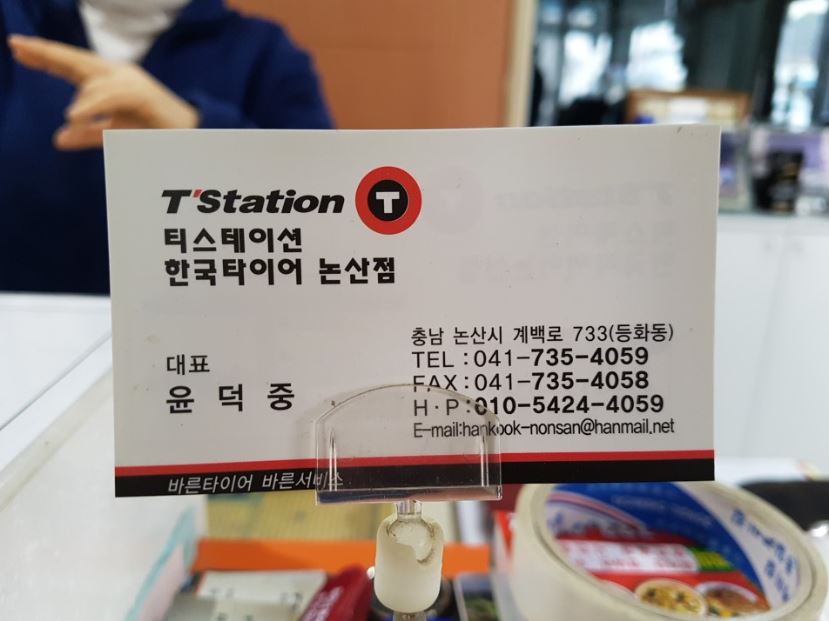 T'Station T
티스테이션
한국타이어 논산점
대표
윤덕중
충남 논산시 계백로 733(등화동)
TEL : 041-735-4059
FAX : 041-735-4058
H · P : 010-5424-4059
E-mail:hankook-nonsan@hanmail.net
바른타이어 바른서비스